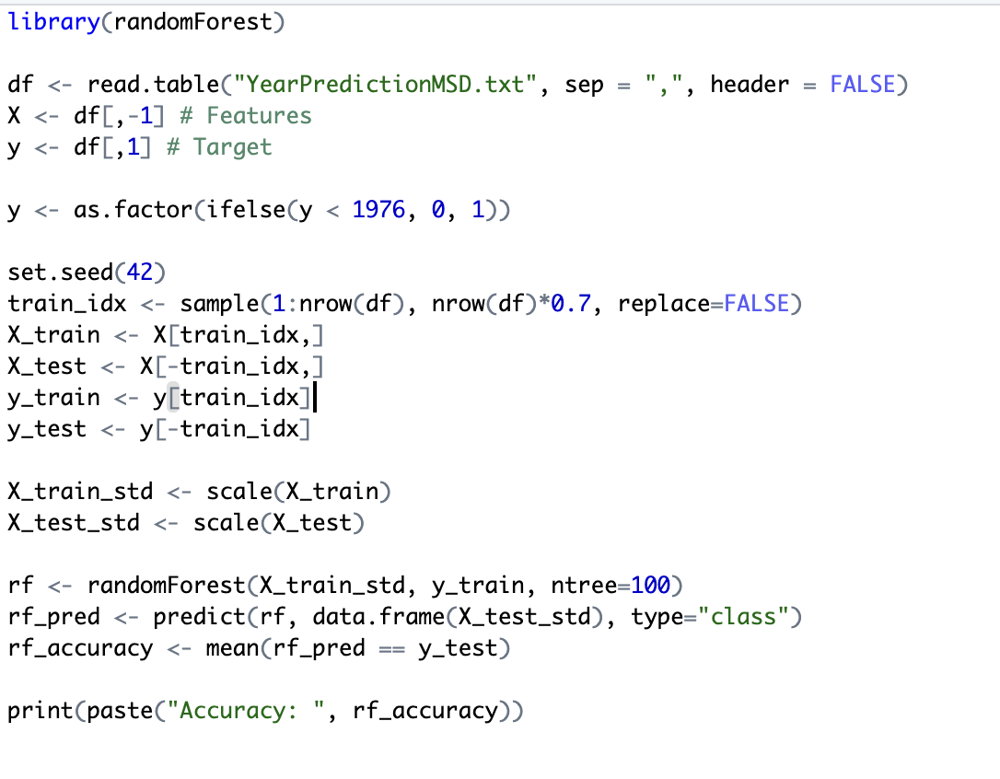 library(randomForest)
df <- read.table("YearPredictionMSD.txt", sep = ",", header = FALSE)
X <- df[,-1] # Features
y <- df[,1] # Target
y <- as.factor(ifelse(y < 1976, 0, 1))
set.seed(42)
train_idx <- sample(1:nrow(df), nrow(df)*0.7, replace=FALSE)
X_train <- X[train_idx,]
X_test <- X[-train_idx,]
y_train <- y[train_idx]
y_test <- y[-train_idx]
X_train_std <- scale(X_train)
X_test_std <- scale(X_test)
rf <- randomForest(X_train_std, y_train, ntree=100)
rf_pred <- predict(rf, data.frame(X_test_std), type="class")
rf_accuracy <- mean(rf_pred == y_test)
print(paste("Accuracy: ", rf_accuracy))